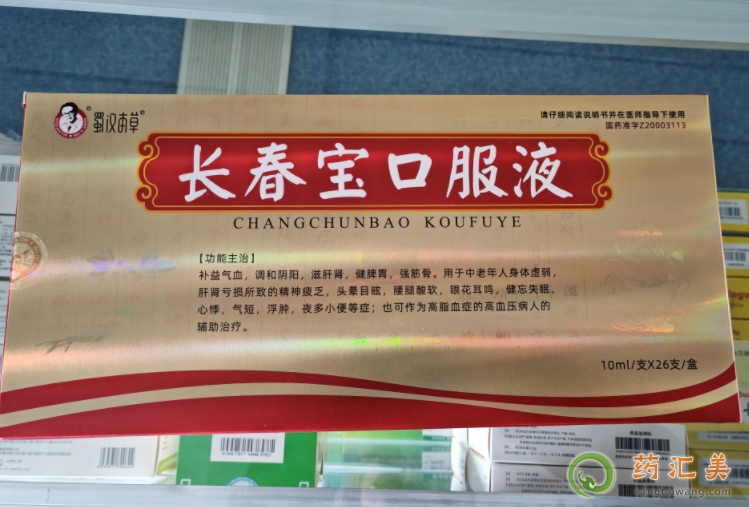 蜀汉本草®
请仔细阅读说明书并在医师指导下使用
国药准字Z20003113
长春宝口服液
CHANGCHUNBAO KOUFUYE
【功能主治】
补益气血，调和阴阳，滋肝肾，健脾胃，强筋骨。用于中老年人身体虚弱，
肝肾亏损所致的精神疲乏，头晕目眩，腰腿酸软，眼花耳鸣，健忘失眠，
心悸，气短，浮肿，夜多小便等症；也可作为高脂血症的高血压病人的
辅助治疗。
10ml/支X26支/盒
药汇美